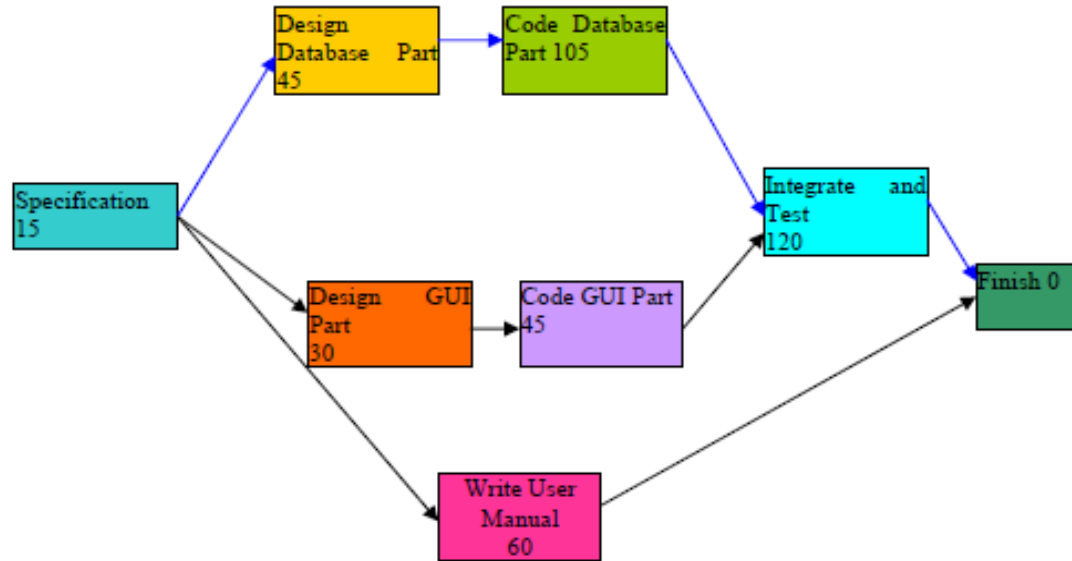 Design
Database Part
45
Code Database
Part 105
Specification
15
Integrate and
Test
120
Design GUI
Part
30
Code GUI Part
45
Finish 0
Write User
Manual
60